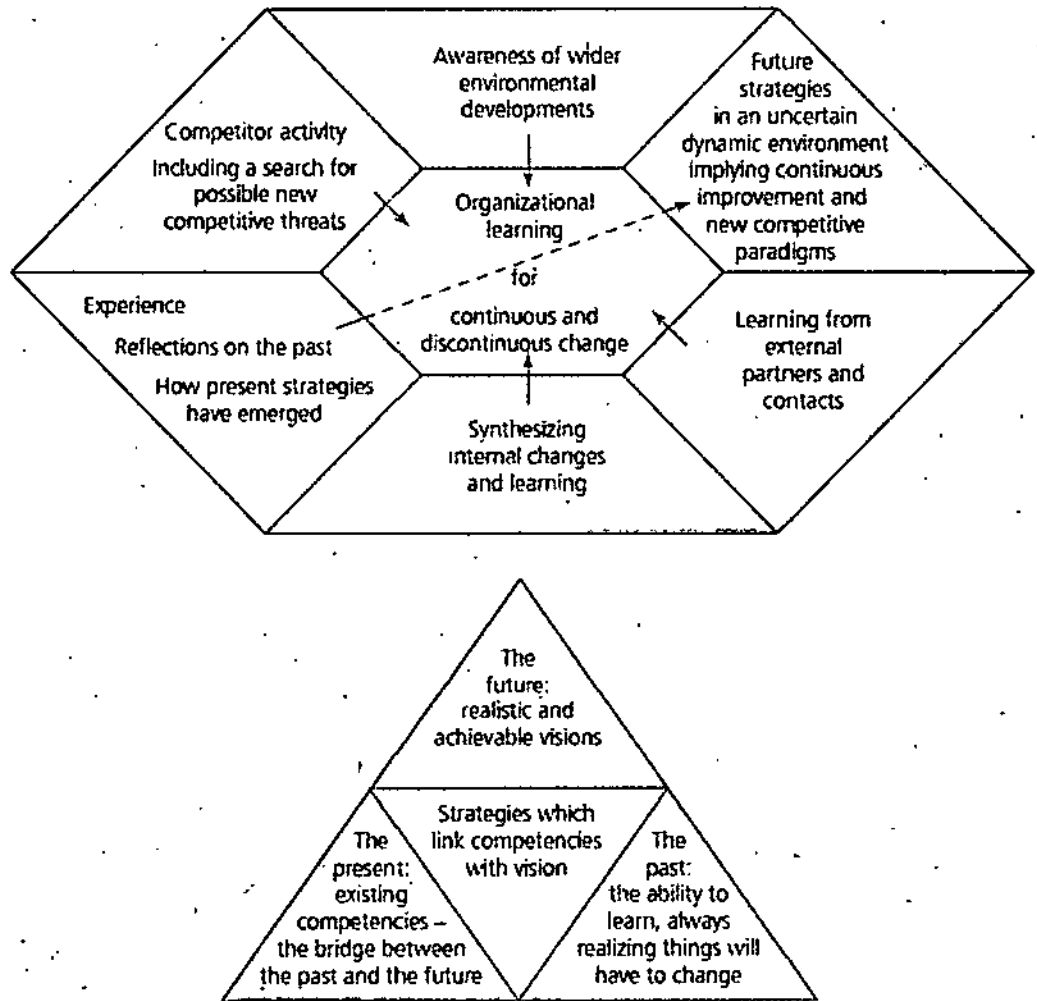 Awareness of wider
environmental
developments
Future
strategies
in an uncertain
dynamic environment
implying continuous
improvement and
new competitive
paradigms
Competitor activity
Including a search for
possible new
competitive threats
Organizational
learning
for
continuous and
discontinuous change
Experience
Reflections on the past
How present strategies
have emerged
Learning from
external
partners and
contacts
Synthesizing
internal changes
and learning
The
future:
realistic and
achievable visions
Strategies which
link competencies
with vision
The
present:
existing
competencies –
the bridge between
the past and the future
The
past:
the ability to
learn, always
realizing things will
have to change